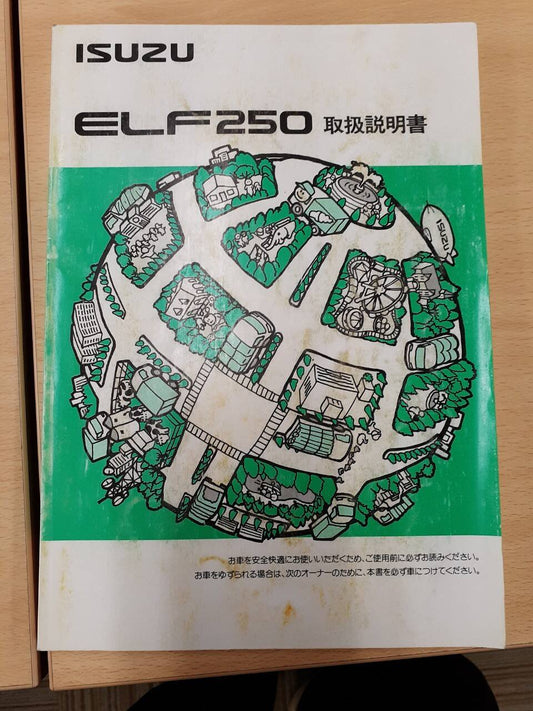 ISUZU
ELF250 取扱説明書
ISUZU
お車を安全快適にお使いいただくため、ご使用前に必ずお読みください。
お車をゆずられる場合は、次のオーナーのために、本書を必ず車につけてください。